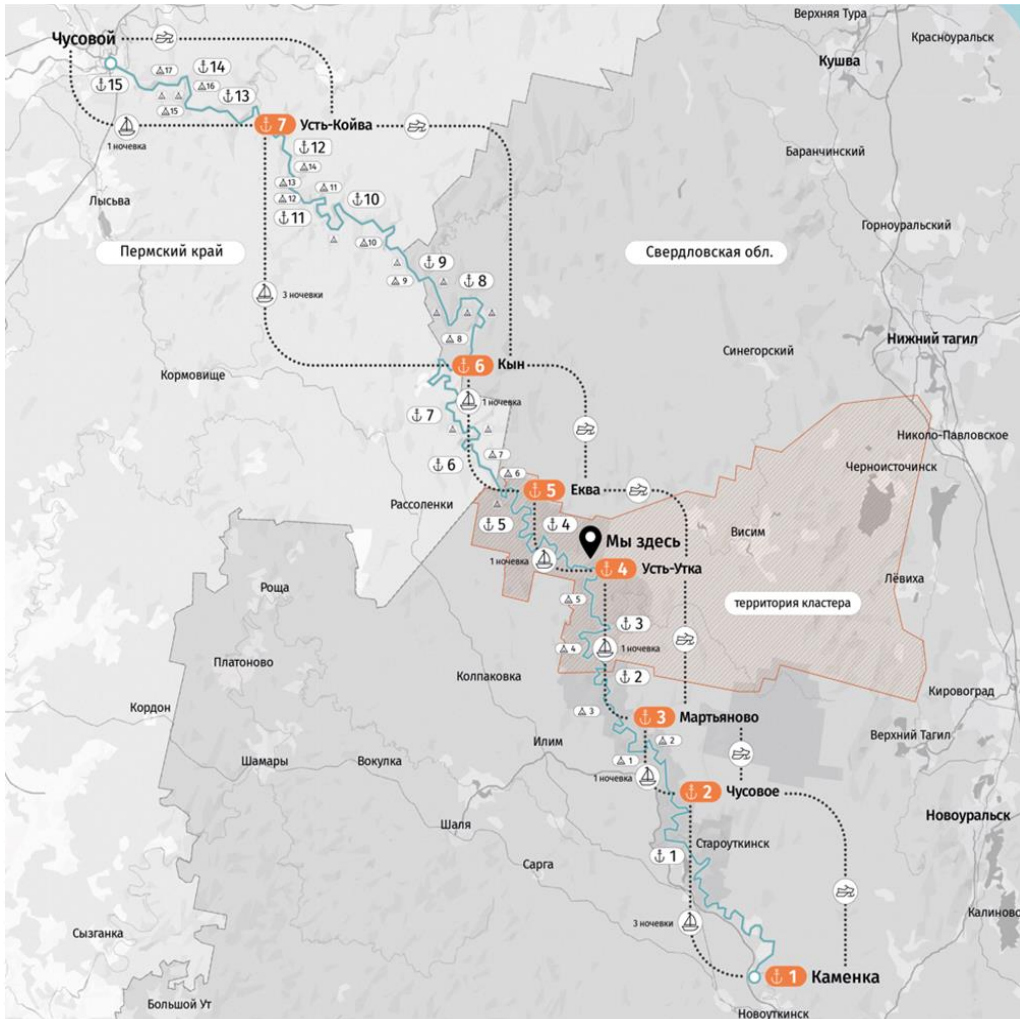 Верхняя Тура
Красноуральск
Чусовой
Кушва
17
14
16
15
13
15
7 Усть-Койва
1 ночевка
12
Баранчинский
14
13
11
Лысьва
12
10
11
Горноуральский
10
Пермский край
Свердловская обл.
9
9
8
3 ночевки
8
Нижний тагил
Синегорский
6 Кын
Кормовище
1 ночевка
7
Николо-Павловское
7
6
6
Черноисточинск
5 Еква
Рассоленки
5
4
Висим
Мы здесь
1 ночевка
4 Усть-Утка
Лёвиха
Роща
5
территория кластера
3
4
1 ночевка
Платоново
Колпаковка
2
Кировоград
Кордон
3
3 Мартьяново
Верхний Тагил
Илим
2
Шамары
Вокулка
1
1 ночевка
2 Чусовое
Новоуральск
Шаля
Староуткинск
1
Сарга
Калиново
3 ночевки
Сызганка
1 Каменка
Большой Ут
Новоуткинск